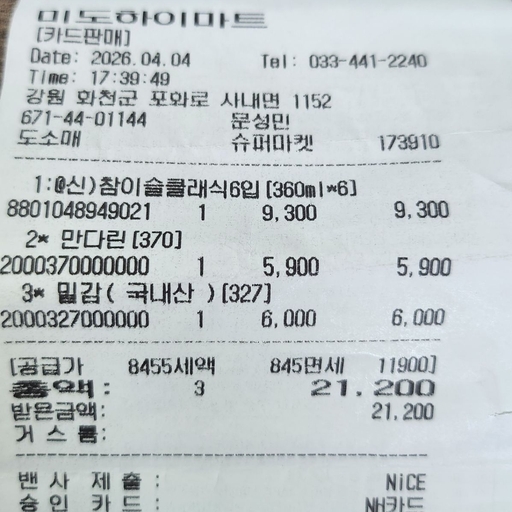 미도하이마트
[카드판매]
Date: 2026.04.04 Tel: 033-441-2240
Time: 17:39:49
강원 화천군 포화로 사내면 1152
671-44-01144 문성민
도소매 슈퍼마켓 173910
1:@신)참이슬클래식6입[360ml*6]
8801048949021 1 9,300 9,300
2* 만다린[370]
2000370000000 1 5,900 5,900
3* 밀감( 국내산 )[327]
2000327000000 1 6,000 6,000
[공급가 8455세액 845면세 11900]
총액: 3 21.200
받은금액: 21.200
거스름:
밴사제출: NICE
승인카드: NH카드